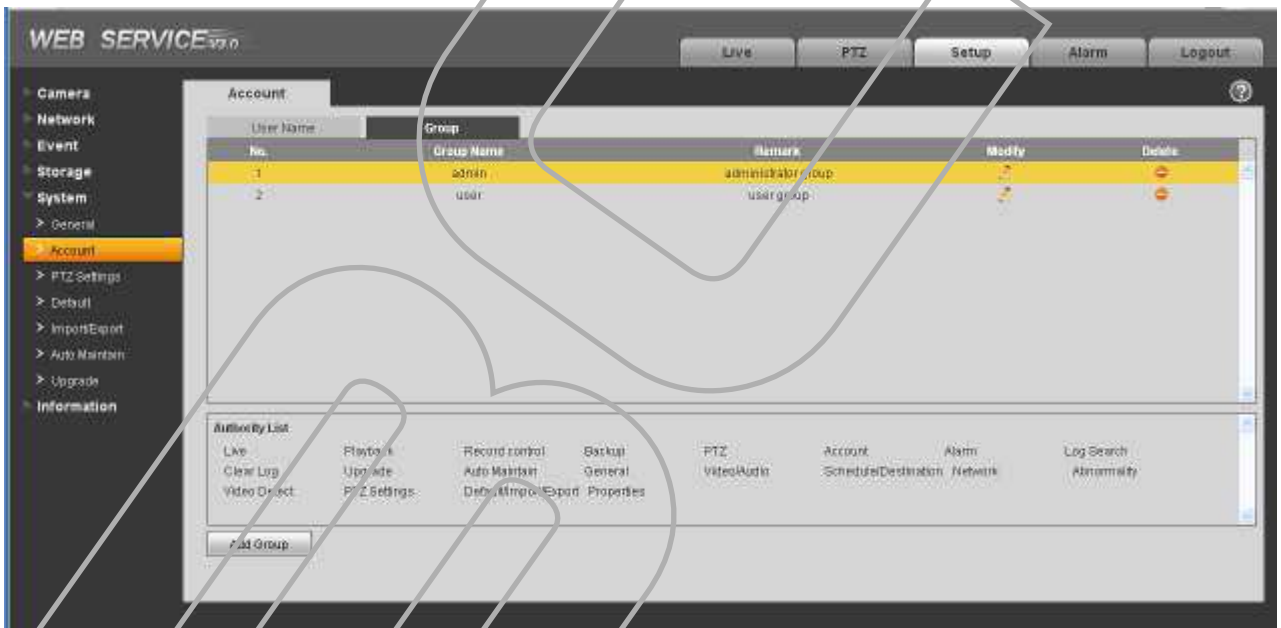 WEB SERVICE V3.0
Live PTZ Setup Alarm Logout
Camera
Network
Event
Storage
System
> General
> Account
> PTZ Settings
> Default
> Import/Export
> Auto Maintain
> Upgrade
Information
Account
User Name Group
No. Group Name Remark Modify Delete
1 admin administrator group
2 user user group
Authority List
Live Playback Record control Backup PTZ Account Alarm Log Search
Clear Log Upgrade Auto Maintain General Video/Audio Schedule/Destination Network Abnormality
Video Detect PTZ Settings Default/Import/Export Properties
Add Group